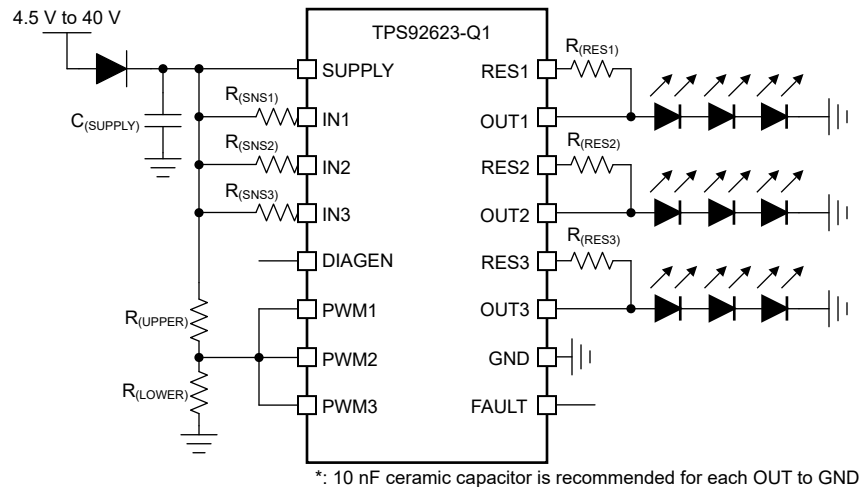 4.5 V to 40 V
TPS92623-Q1
SUPPLY
RES1
R(RES1)
R(SNS1)
C(SUPPLY)
IN1
OUT1
R(SNS2)
R(RES2)
IN2
RES2
R(SNS3)
IN3
OUT2
R(RES3)
DIAGEN
RES3
R(UPPER)
PWM1
OUT3
PWM2
GND
R(LOWER)
PWM3
FAULT
*: 10 nF ceramic capacitor is recommended for each OUT to GND